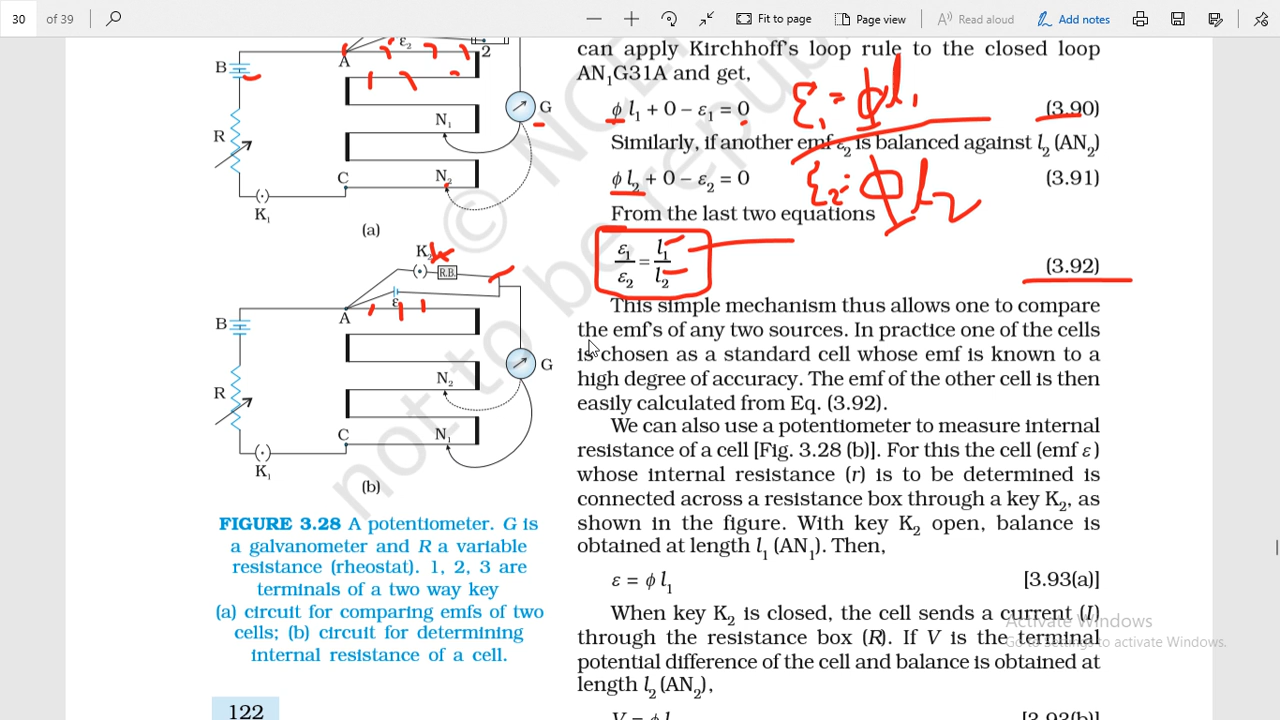 30 of 39 Fit to page Page view Read aloud Add notes
ε₂
2
B
A
G
N₁
R
C
N₂
K₁
(a)
K₂
R.B.
ε
B
A
G
N₂
R
C
N₁
K₁
(b)
FIGURE 3.28 A potentiometer. G is
a galvanometer and R a variable
resistance (rheostat). 1, 2, 3 are
terminals of a two way key
(a) circuit for comparing emfs of two
cells; (b) circuit for determining
internal resistance of a cell.
122
can apply Kirchhoff's loop rule to the closed loop
AN₁G31A and get,
ϕ l₁ + 0 – ε₁ = 0 (3.90)
ε₁ = ϕl₁
Similarly, if another emf ε₂ is balanced against l₂ (AN₂)
ϕ l₂ + 0 – ε₂ = 0 (3.91)
ε₂ = ϕl₂
From the last two equations
ε₁/ε₂ = l₁/l₂ (3.92)
This simple mechanism thus allows one to compare
the emf's of any two sources. In practice one of the cells
is chosen as a standard cell whose emf is known to a
high degree of accuracy. The emf of the other cell is then
easily calculated from Eq. (3.92).
We can also use a potentiometer to measure internal
resistance of a cell [Fig. 3.28 (b)]. For this the cell (emf ε)
whose internal resistance (r) is to be determined is
connected across a resistance box through a key K₂, as
shown in the figure. With key K₂ open, balance is
obtained at length l₁ (AN₁). Then,
ε = ϕ l₁ [3.93(a)]
When key K₂ is closed, the cell sends a current (I)
through the resistance box (R). If V is the terminal
potential difference of the cell and balance is obtained at
length l₂ (AN₂),
V = ϕ l [3.93(b)]
© NCE
not to be republ
Activate Windows
Go to Settings to activate Windows.